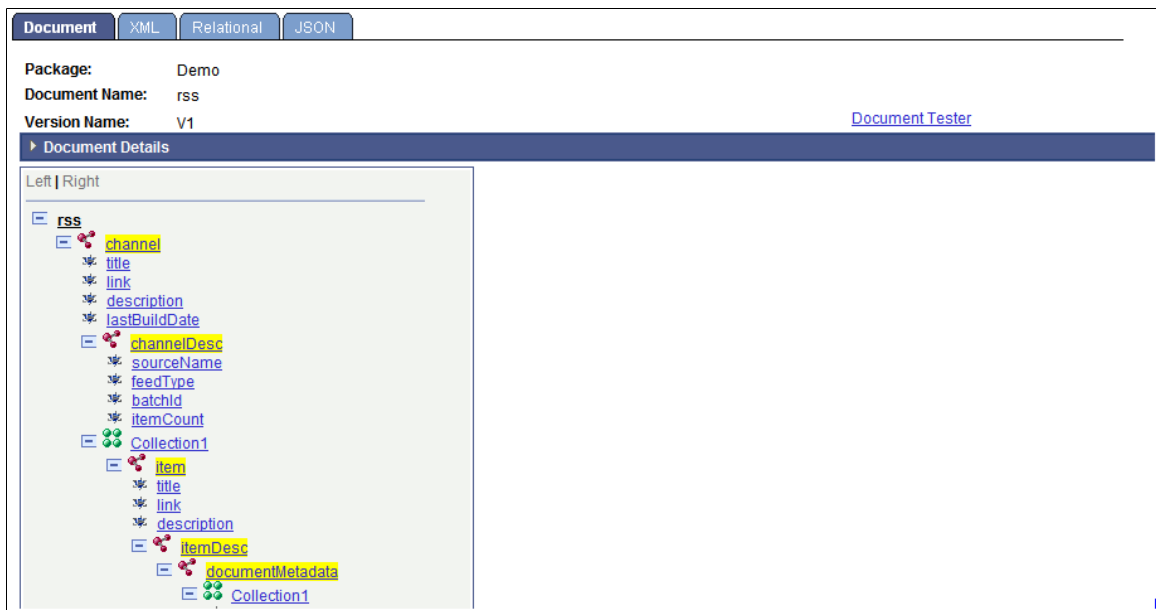 Document XML Relational JSON
Package: Demo
Document Name: rss
Version Name: V1 Document Tester
Document Details
Left | Right
rss
channel
title
link
description
lastBuildDate
channelDesc
sourceName
feedType
batchId
itemCount
Collection1
item
title
link
description
itemDesc
documentMetadata
Collection1